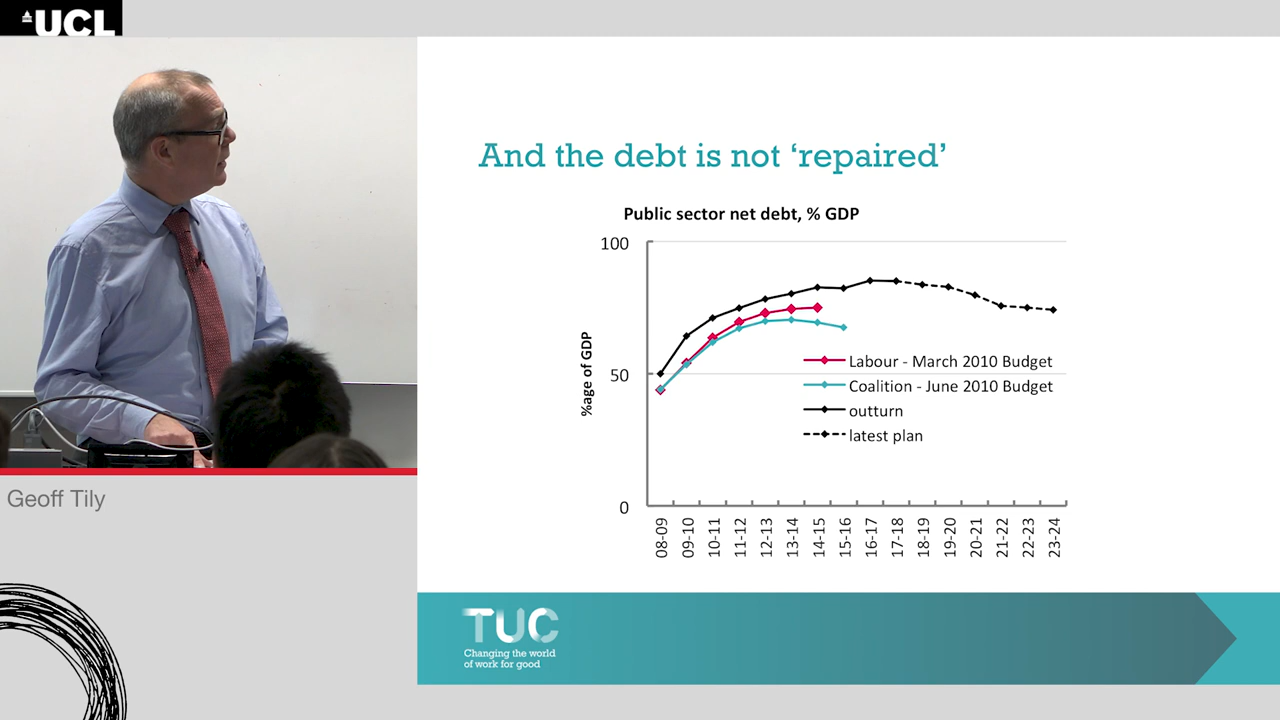 UCL
And the debt is not ‘repaired’
Public sector net debt, % GDP
100
50
0
%age of GDP
Labour - March 2010 Budget
Coalition - June 2010 Budget
outturn
latest plan
08-09
09-10
10-11
11-12
12-13
13-14
14-15
15-16
16-17
17-18
18-19
19-20
20-21
21-22
22-23
23-24
Geoff Tily
TUC
Changing the world
of work for good